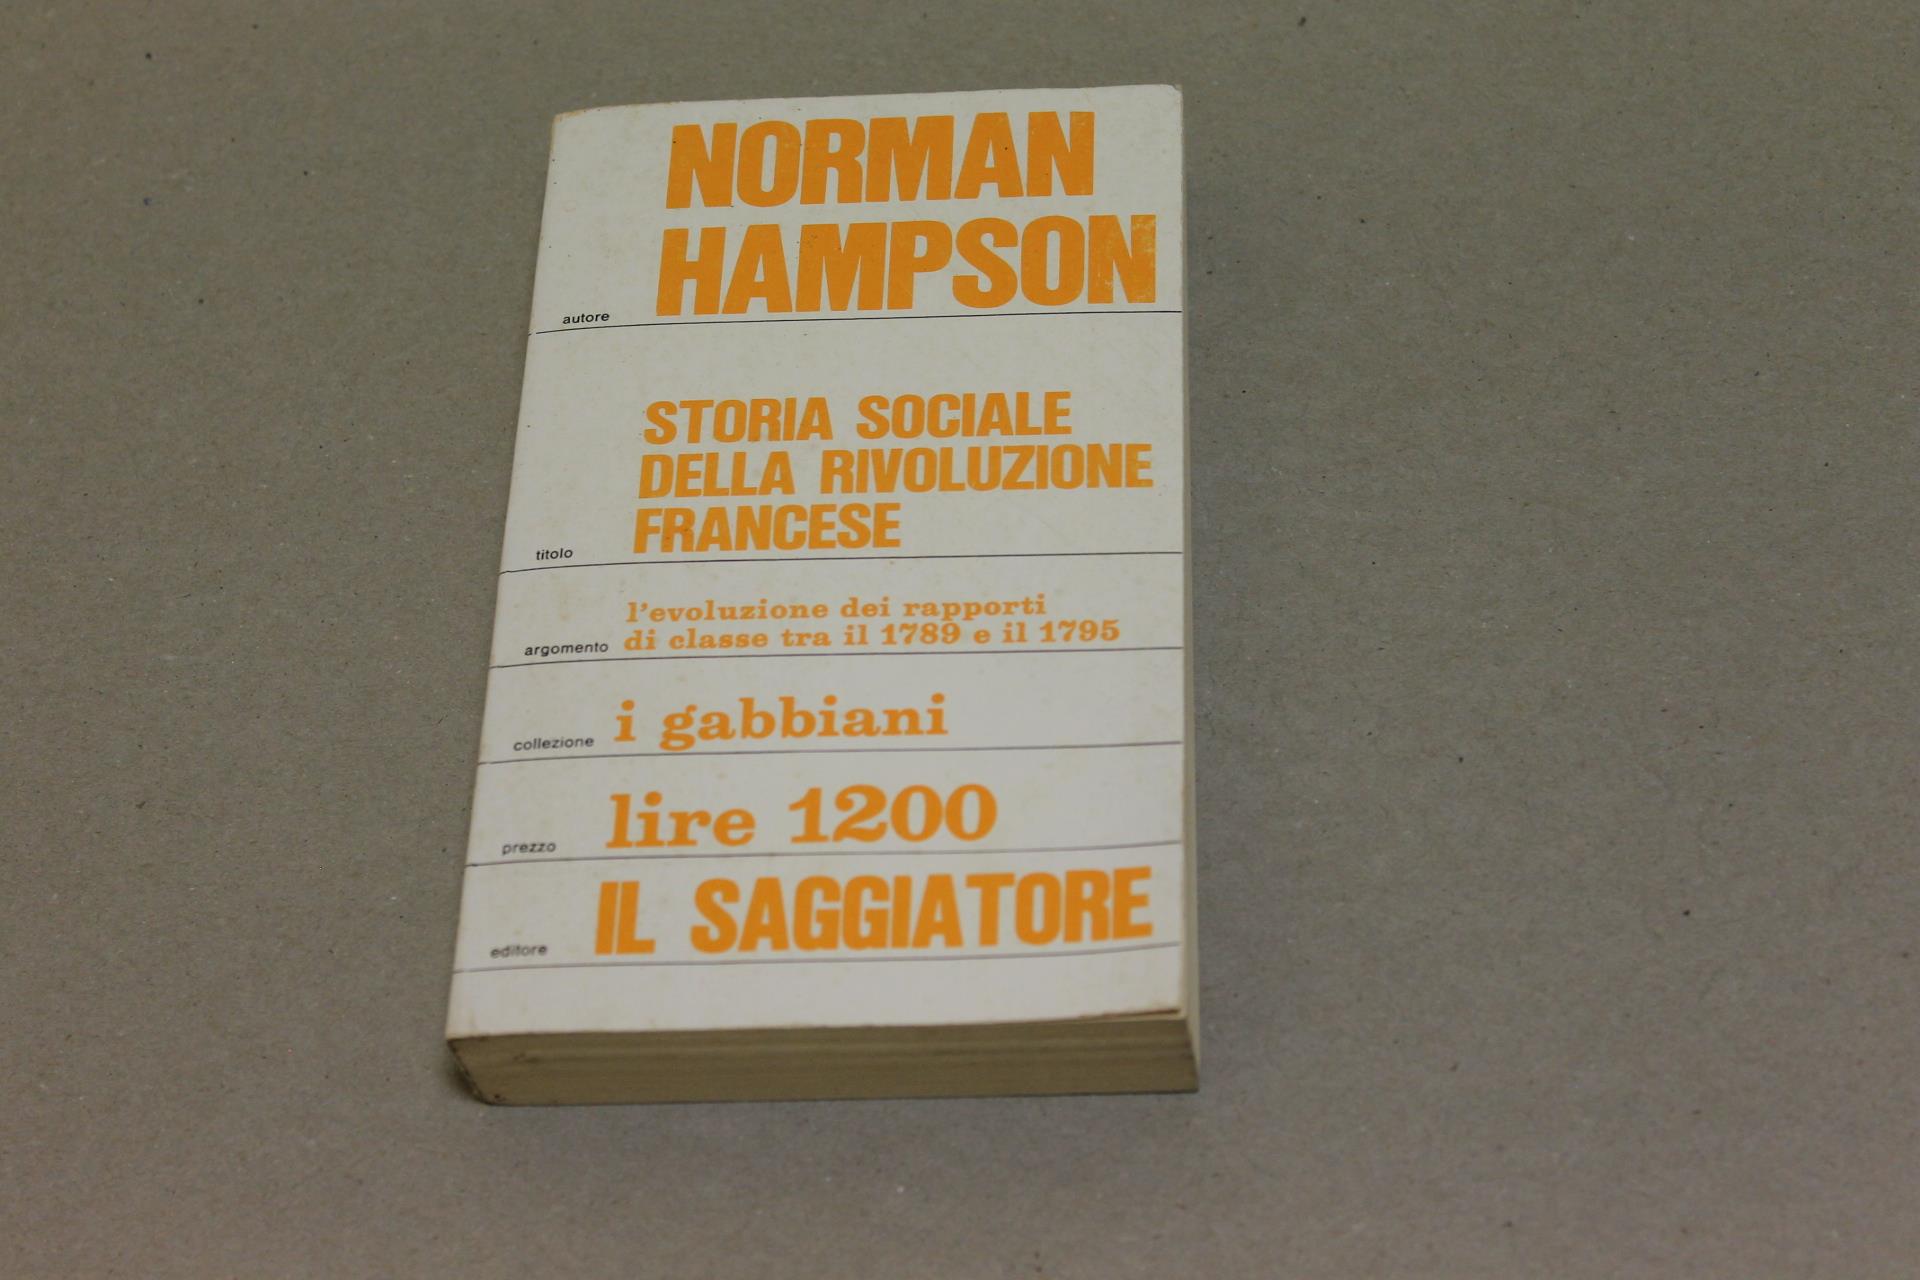 NORMAN
HAMPSON
autore
STORIA SOCIALE
DELLA RIVOLUZIONE
FRANCESE
titolo
l'evoluzione dei rapporti
di classe tra il 1789 e il 1795
argomento
i gabbiani
collezione
lire 1200
prezzo
IL SAGGIATORE
editore